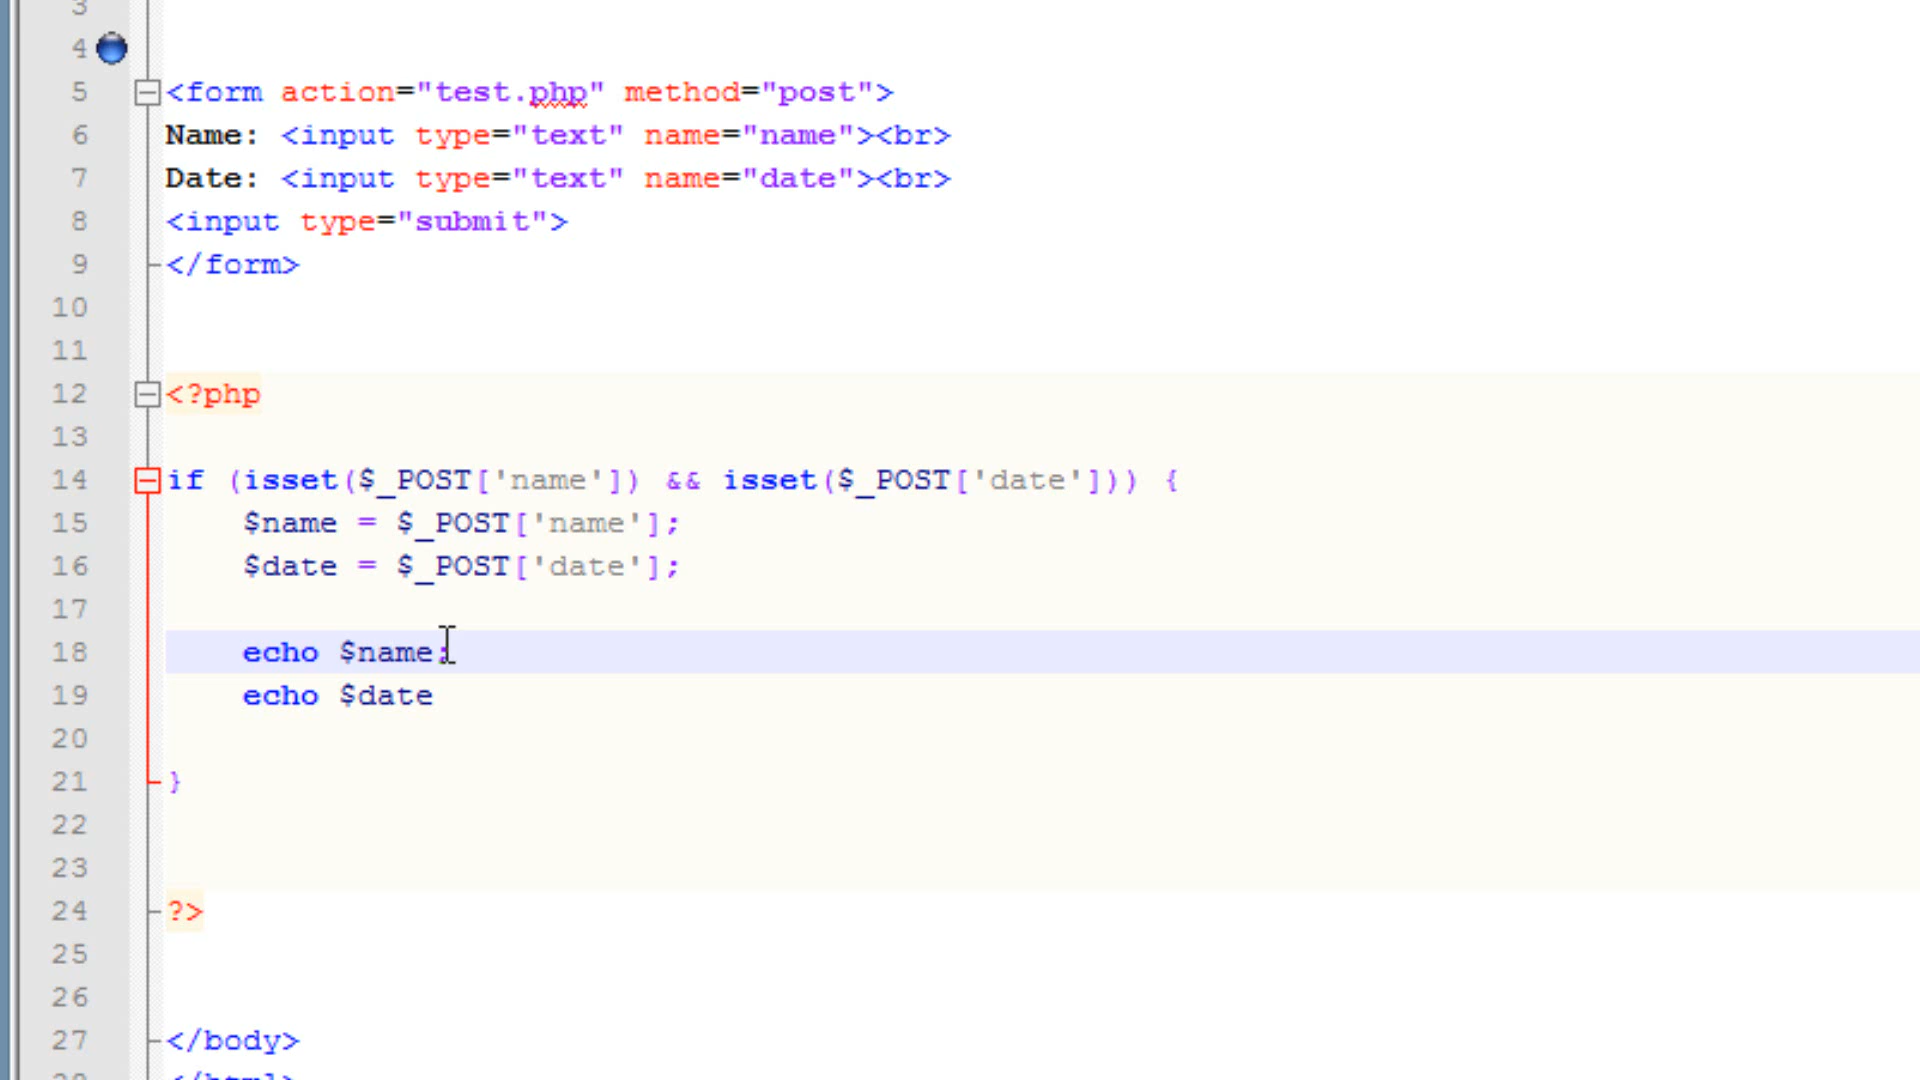 3
4
5 <form action="test.php" method="post">
6 Name: <input type="text" name="name"><br>
7 Date: <input type="text" name="date"><br>
8 <input type="submit">
9 </form>
10
11
12 <?php
13
14 if (isset($_POST['name']) && isset($_POST['date'])) {
15     $name = $_POST['name'];
16     $date = $_POST['date'];
17
18     echo $name;
19     echo $date
20
21 }
22
23
24 ?>
25
26
27 </body>
28 </html>